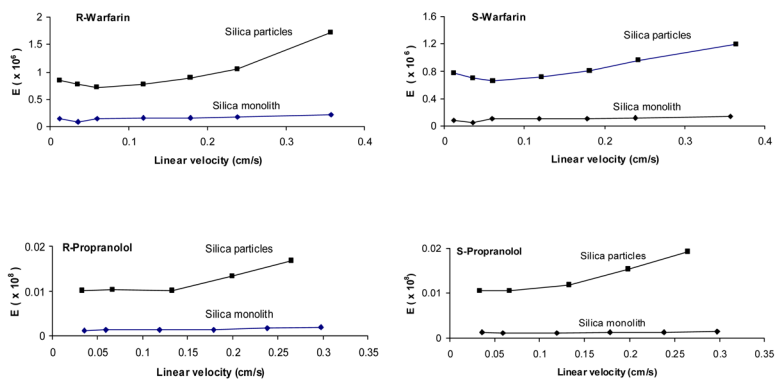 R-Warfarin
Silica particles
Silica monolith
E ( x 10⁶)
2
1.5
1
0.5
0
0 0.1 0.2 0.3 0.4
Linear velocity (cm/s)
S-Warfarin
Silica particles
Silica monolith
E ( x 10⁶)
1.6
1.2
0.8
0.4
0
0 0.1 0.2 0.3 0.4
Linear velocity (cm/s)
R-Propranolol
Silica particles
Silica monolith
E ( x 10⁸)
0.02
0.01
0
0 0.05 0.1 0.15 0.2 0.25 0.3 0.35
Linear velocity (cm/s)
S-Propranolol
Silica particles
Silica monolith
E ( x 10⁸)
0.02
0.01
0
0 0.05 0.1 0.15 0.2 0.25 0.3 0.35
Linear velocity (cm/s)